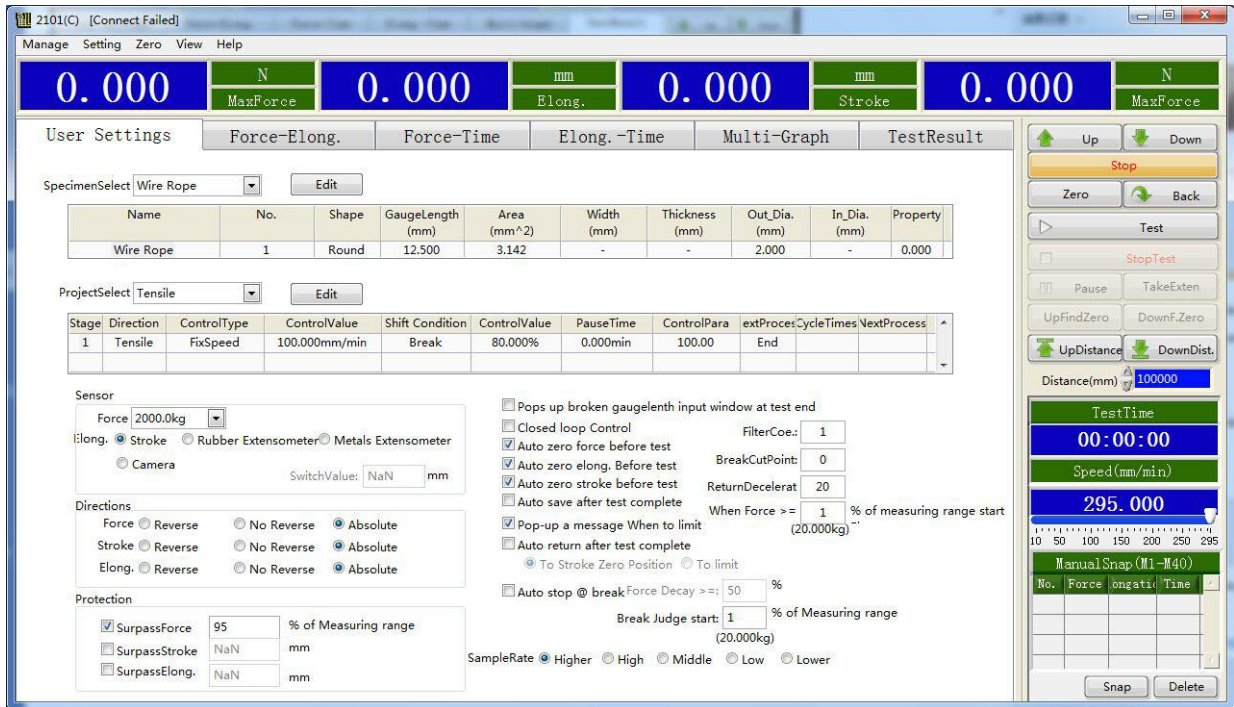 2101(C) [Connect Failed]
Manage Setting Zero View Help
0.000 N MaxForce 0.000 mm Elong. 0.000 mm Stroke 0.000 N MaxForce
User Settings Force-Elong. Force-Time Elong.-Time Multi-Graph TestResult
SpecimenSelect Wire Rope Edit
Name No. Shape GaugeLength (mm) Area (mm^2) Width (mm) Thickness (mm) Out_Dia. (mm) In_Dia. (mm) Property
Wire Rope 1 Round 12.500 3.142 - - 2.000 - 0.000
ProjectSelect Tensile Edit
Stage Direction ControlType ControlValue Shift Condition ControlValue PauseTime ControlPara extProces CycleTimes NextProcess
1 Tensile FixSpeed 100.000mm/min Break 80.000% 0.000min 100.00 End
Sensor
Force 2000.0kg
Elong. Stroke Rubber Extensometer Metals Extensometer
Camera
SwitchValue: NaN mm
Directions
Force Reverse No Reverse Absolute
Stroke Reverse No Reverse Absolute
Elong. Reverse No Reverse Absolute
Protection
SurpassForce 95 % of Measuring range
SurpassStroke NaN mm
SurpassElong. NaN mm
Pops up broken gaugelenth input window at test end
Closed loop Control
Auto zero force before test
Auto zero elong. Before test
Auto zero stroke before test
Auto save after test complete
Pop-up a message When to limit
Auto return after test complete
To Stroke Zero Position To limit
FilterCoe.: 1
BreakCutPoint: 0
ReturnDecelerat 20
When Force >= 1 % of measuring range start
(20.000kg)
Auto stop @ break Force Decay >=: 50 %
Break Judge start: 1 % of Measuring range
(20.000kg)
SampleRate Higher High Middle Low Lower
Up Down
Stop
Zero Back
Test
StopTest
Pause TakeExten
UpFindZero DownF.Zero
UpDistance DownDist.
Distance(mm) 100000
TestTime
00:00:00
Speed(mm/min)
295.000
10 50 100 150 200 250 295
ManualSnap(M1-M40)
No. Force ongatic Time
Snap Delete